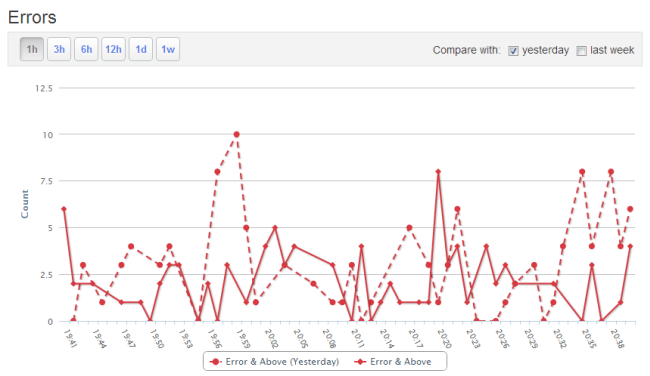 Errors
1h 3h 6h 12h 1d 1w Compare with: yesterday last week
12.5
10
7.5
5
2.5
0
Count
19:41 19:44 19:47 19:50 19:53 19:56 19:59 20:02 20:05 20:08 20:11 20:14 20:17 20:20 20:23 20:26 20:29 20:32 20:35 20:38
Error & Above (Yesterday) Error & Above